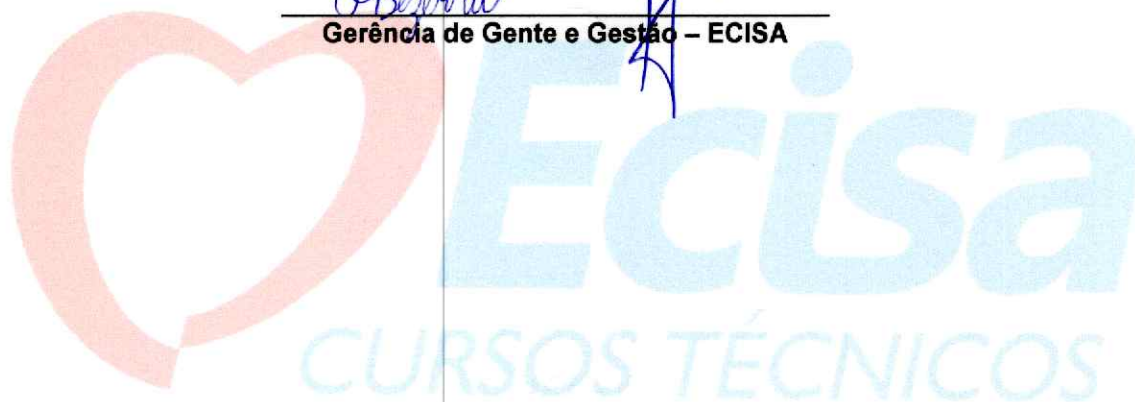 Gerência de Gente e Gestão – ECISA
Ecisa
CURSOS TÉCNICOS